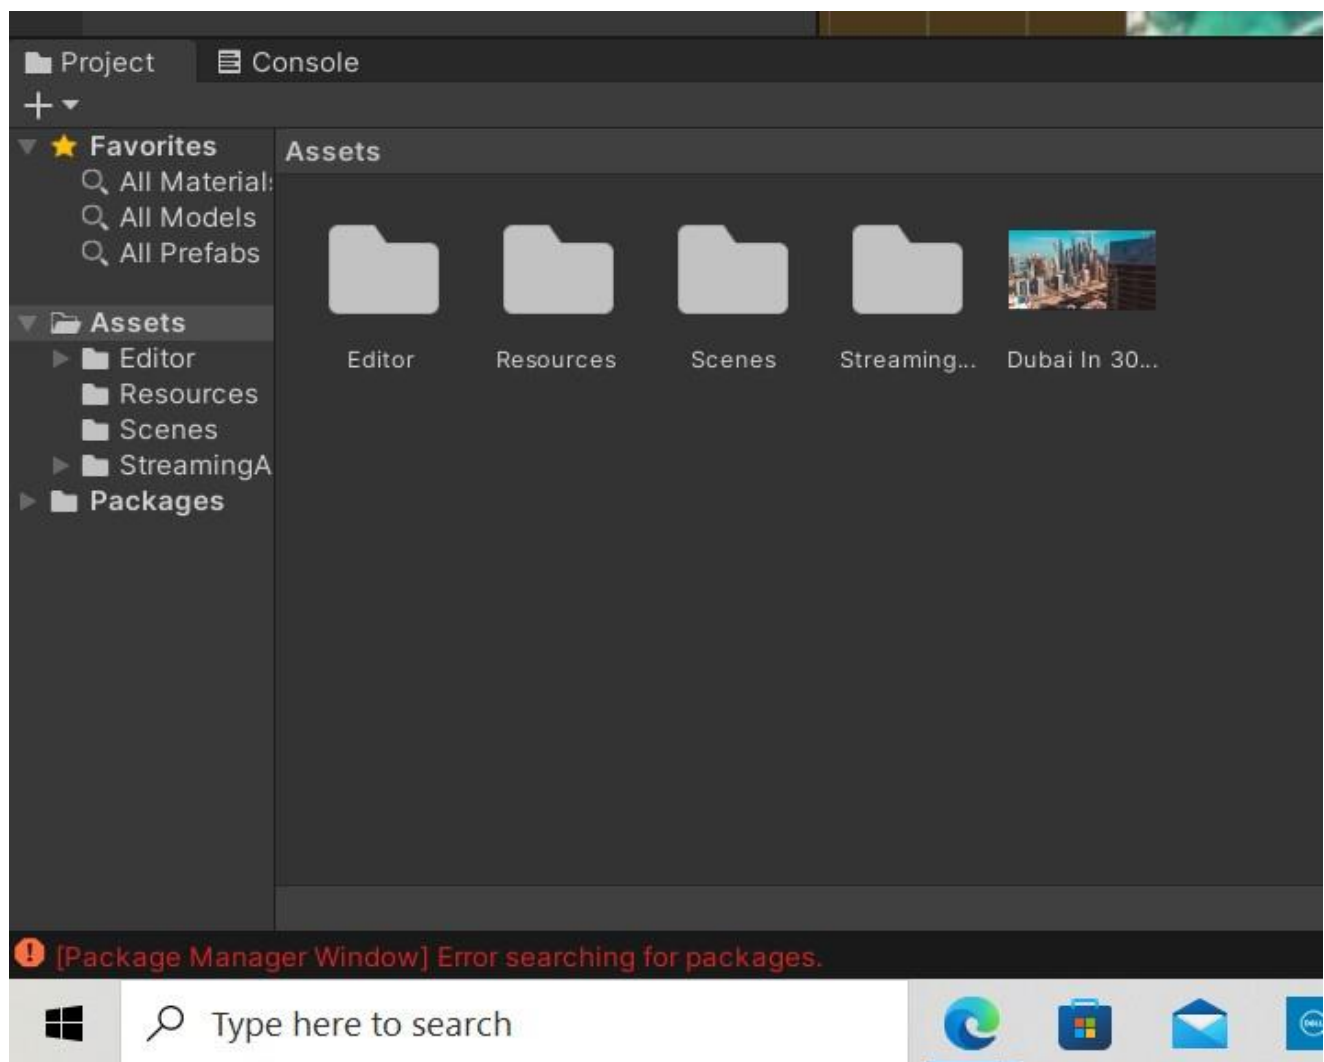 Project
Console
Favorites
Assets
All Material
All Models
All Prefabs
Assets
Editor
Resources
Scenes
StreamingA
Packages
Editor
Resources
Scenes
Streaming...
Dubai In 30...
[Package Manager Window] Error searching for packages.
Type here to search
DELL